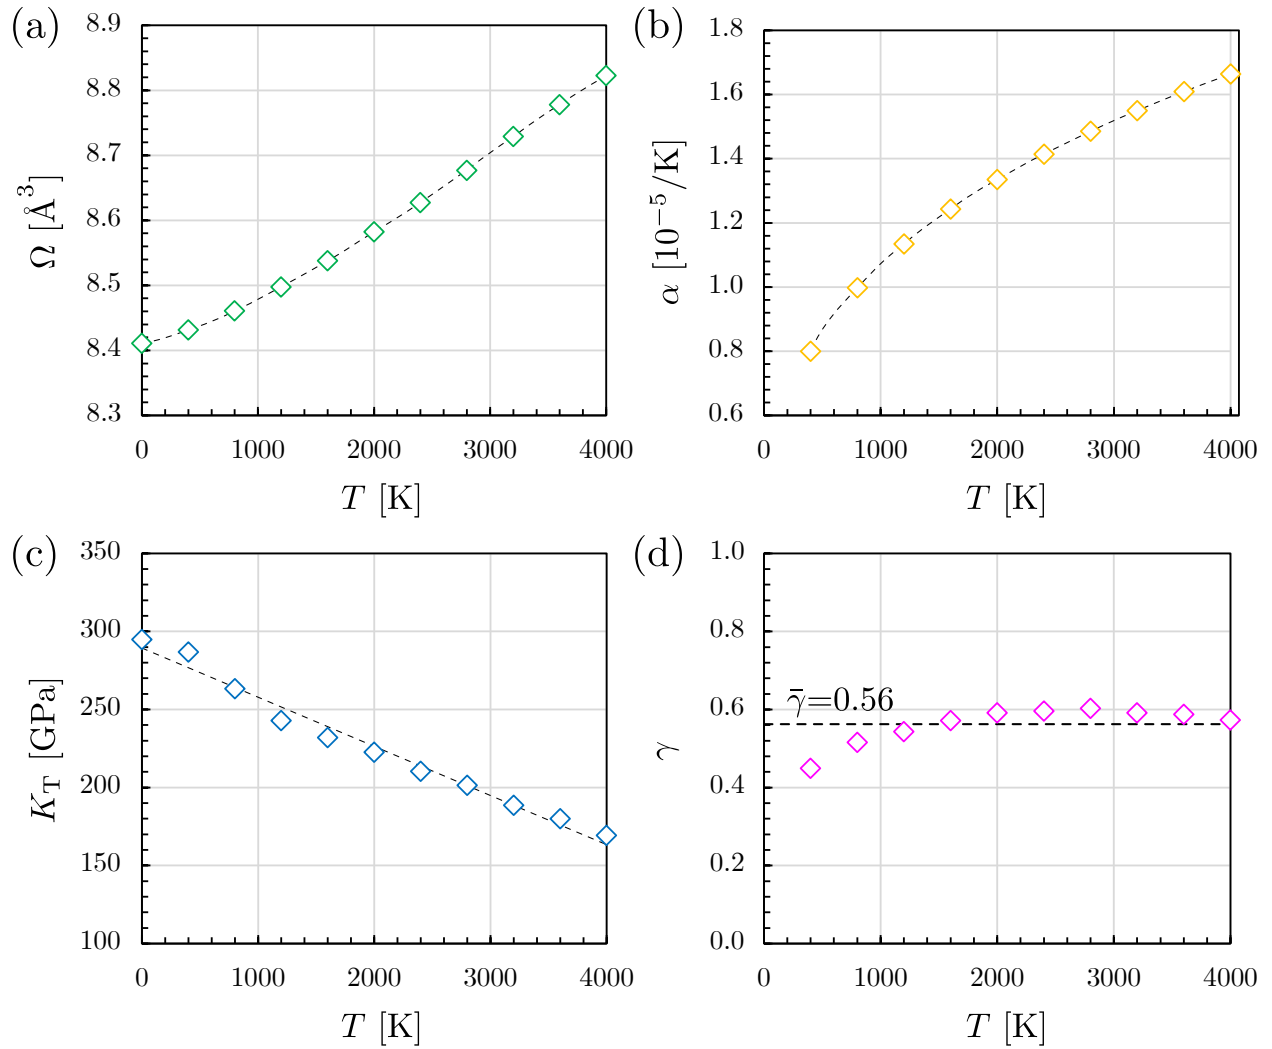 (a)
8.9
8.8
8.7
8.6
8.5
8.4
8.3
Ω [Å³]
0 1000 2000 3000 4000
T [K]
(b)
1.8
1.6
1.4
1.2
1.0
0.8
0.6
α [10⁻⁵/K]
0 1000 2000 3000 4000
T [K]
(c)
350
300
250
200
150
100
K_T [GPa]
0 1000 2000 3000 4000
T [K]
(d)
1.0
0.8
0.6
0.4
0.2
0.0
γ
γ̄=0.56
0 1000 2000 3000 4000
T [K]